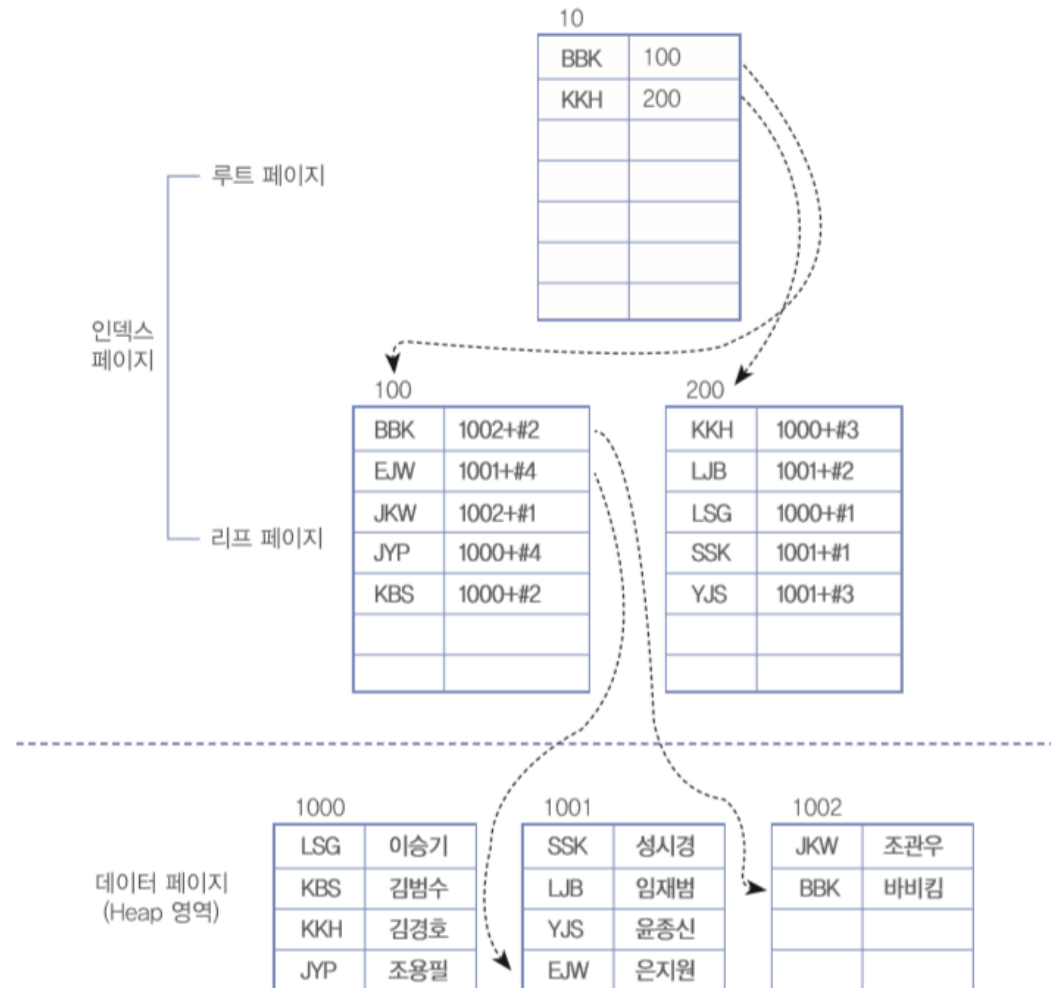 10
BBK 100
KKH 200
루트 페이지
인덱스
페이지
리프 페이지
100
BBK 1002+#2
EJW 1001+#4
JKW 1002+#1
JYP 1000+#4
KBS 1000+#2
200
KKH 1000+#3
LJB 1001+#2
LSG 1000+#1
SSK 1001+#1
YJS 1001+#3
데이터 페이지
(Heap 영역)
1000
LSG 이승기
KBS 김범수
KKH 김경호
JYP 조용필
1001
SSK 성시경
LJB 임재범
YJS 윤종신
EJW 은지원
1002
JKW 조관우
BBK 바비킴